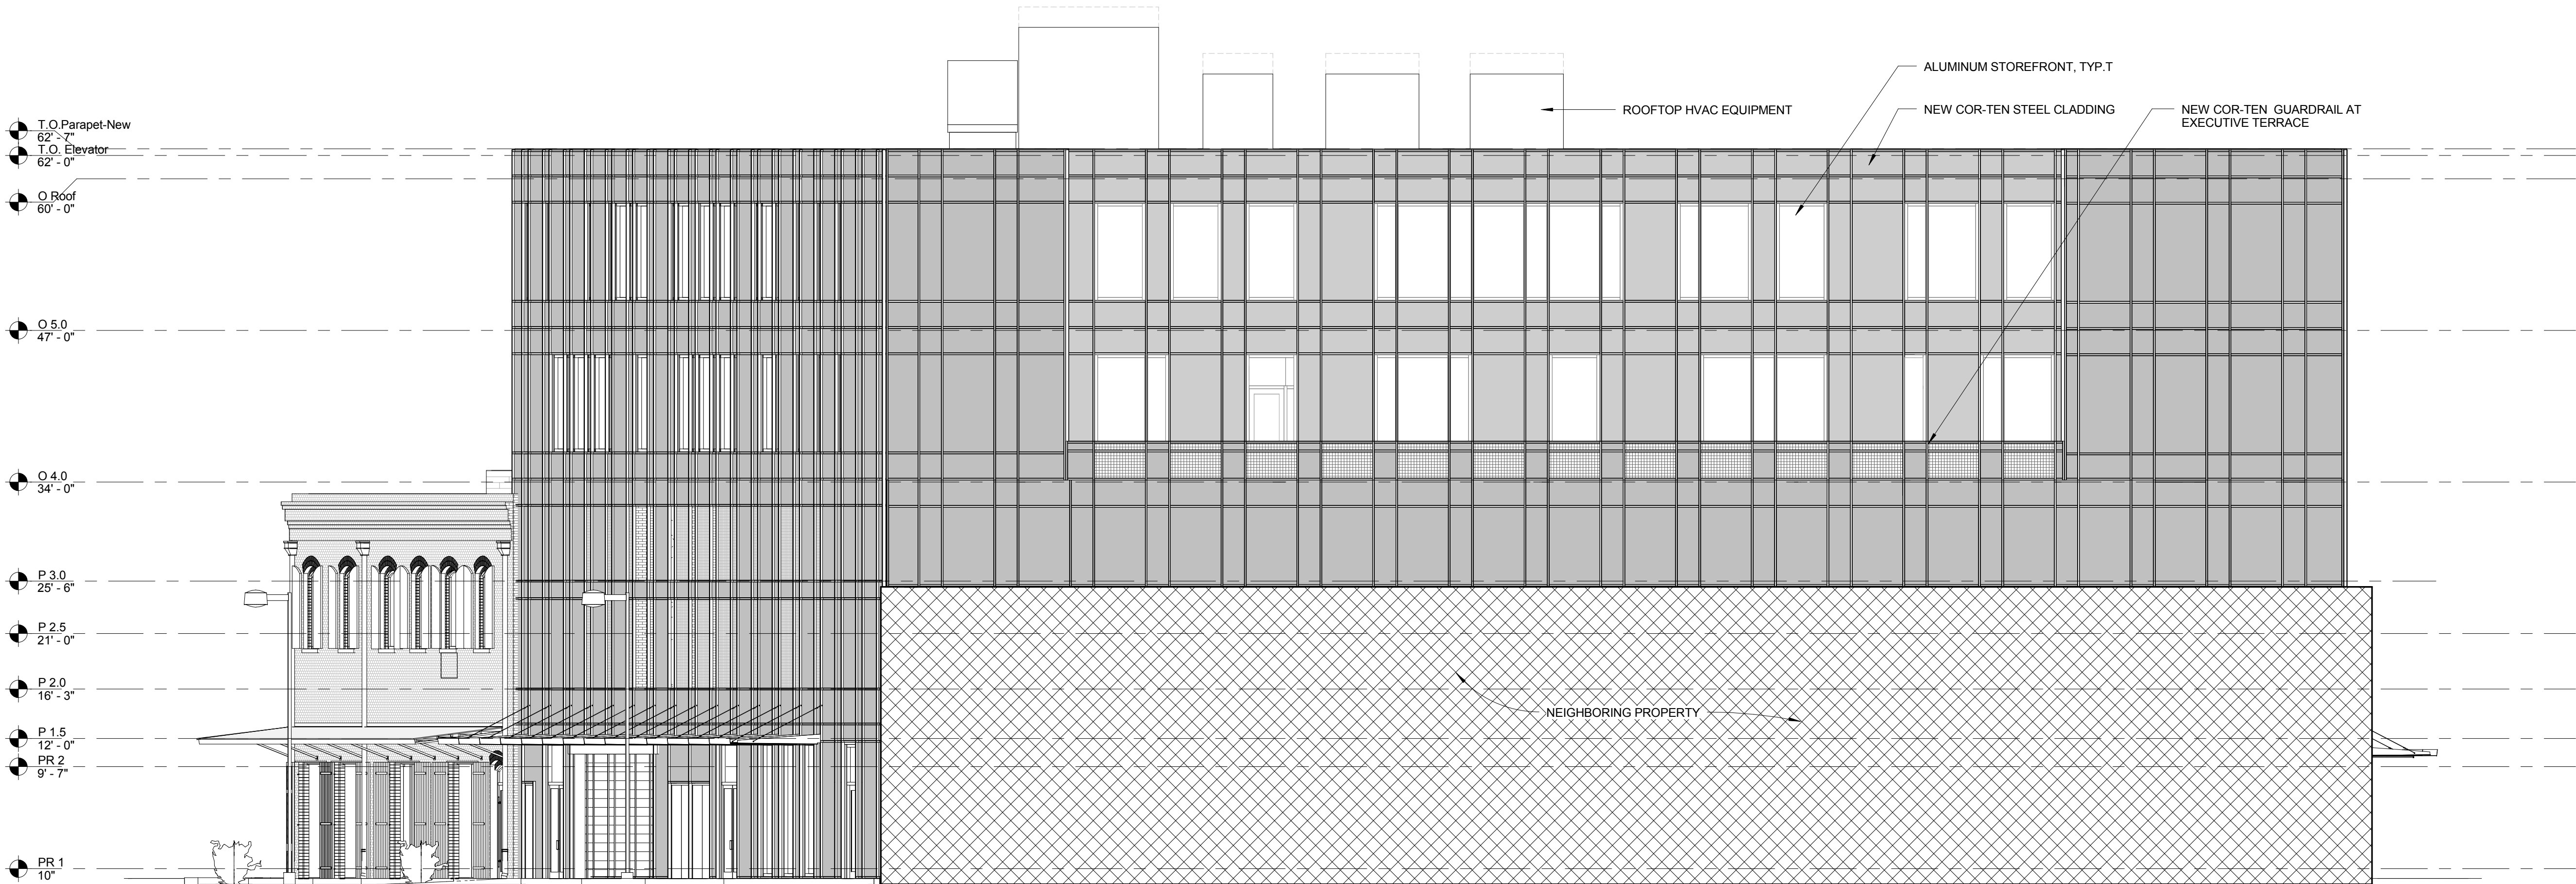 ALUMINUM STOREFRONT, TYP.T
ROOFTOP HVAC EQUIPMENT
NEW COR-TEN STEEL CLADDING
NEW COR-TEN  GUARDRAIL AT
EXECUTIVE TERRACE
T.O.Parapet-New
62' - 7"
T.O. Elevator
62' - 0"
O Roof
60' - 0"
O 5.0
47' - 0"
O 4.0
34' - 0"
P 3.0
25' - 6"
P 2.5
21' - 0"
P 2.0
16' - 3"
NEIGHBORING PROPERTY
P 1.5
12' - 0"
PR 2
9' - 7"
PR 1
10"